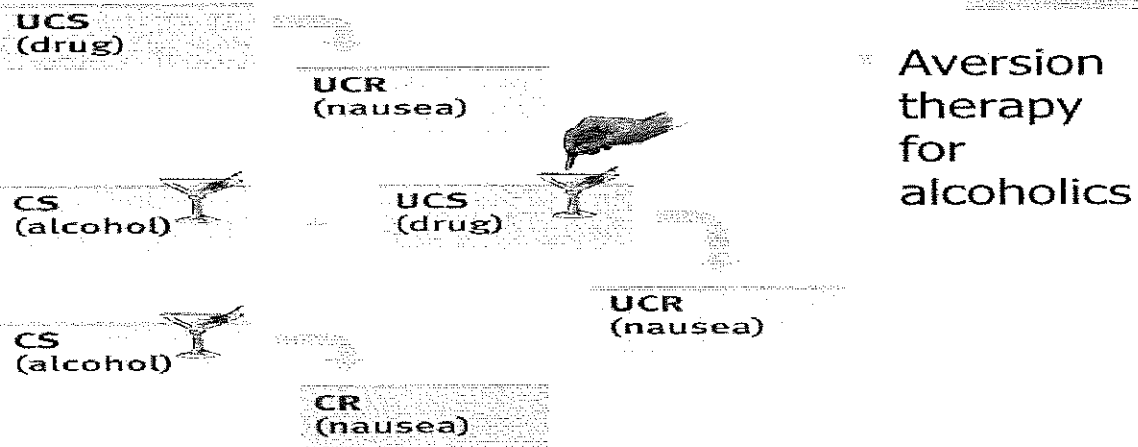 UCS
(drug)
UCR
(nausea)
CS
(alcohol)
UCS
(drug)
UCR
(nausea)
CS
(alcohol)
CR
(nausea)
Aversion
therapy
for
alcoholics